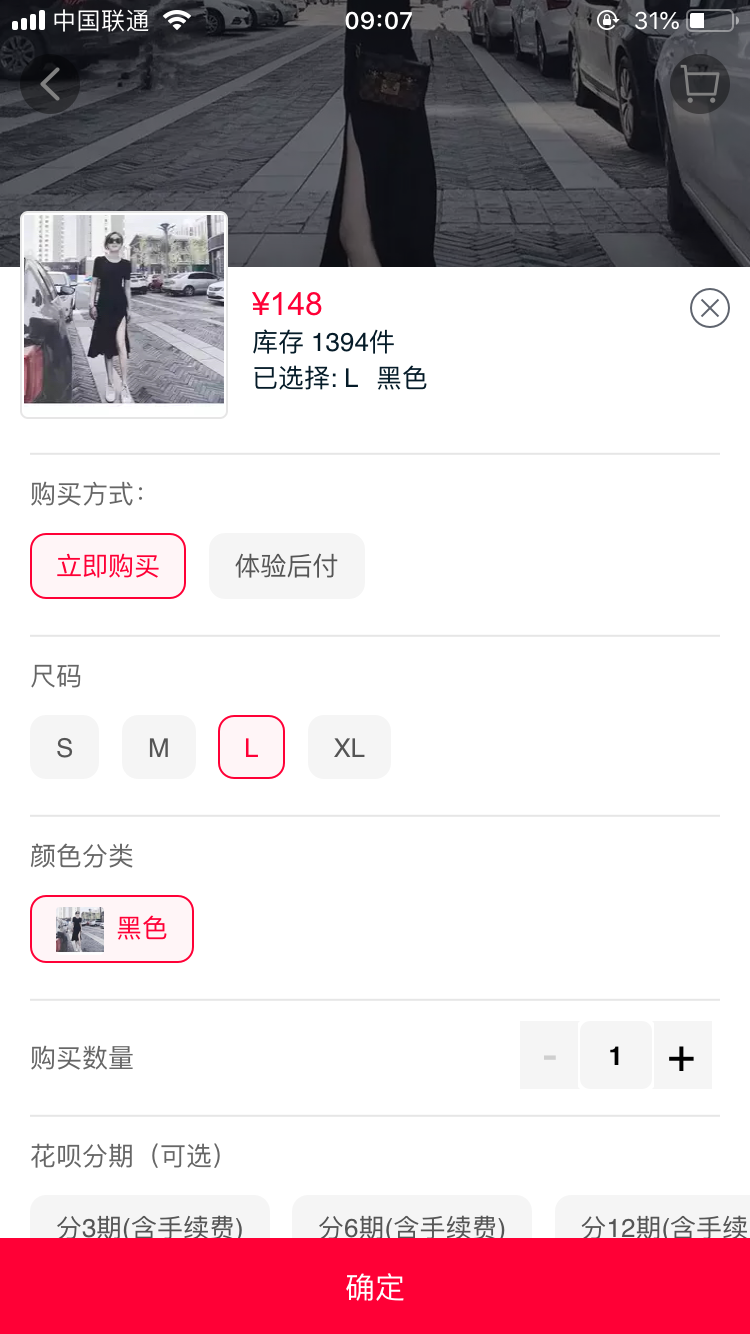 中国联通 09:07 31%
¥148
库存 1394件
已选择: L 黑色
购买方式:
立即购买 体验后付
尺码
S M L XL
颜色分类
黑色
购买数量 - 1 +
花呗分期（可选）
分3期(含手续费) 分6期(含手续费) 分12期(含手续
确定